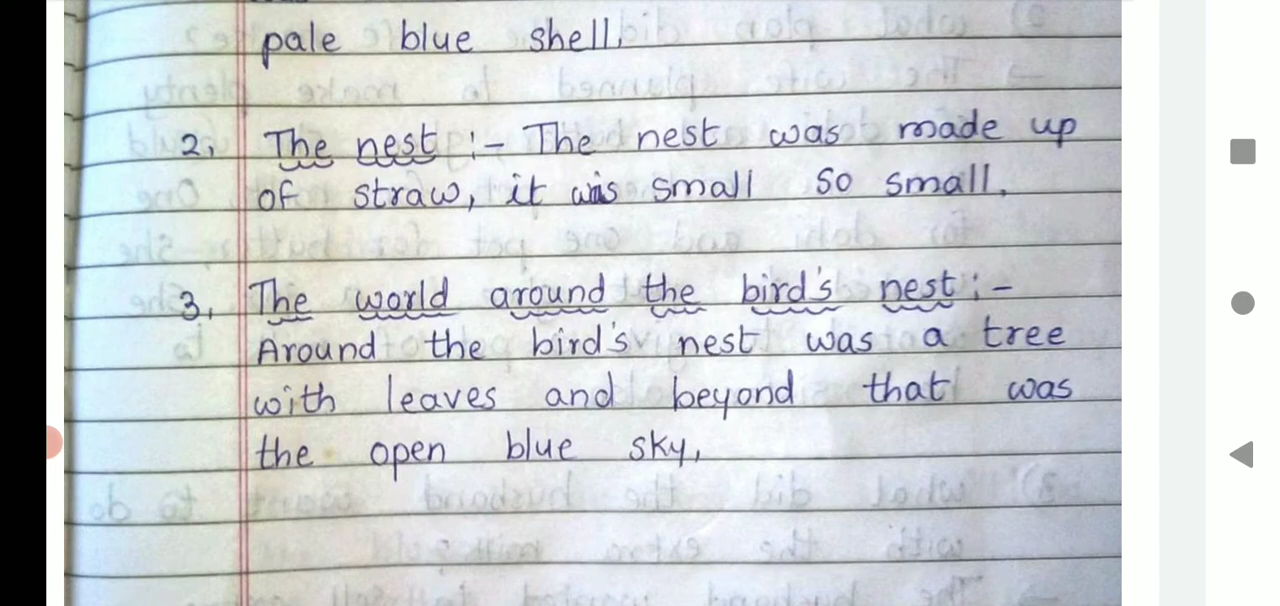 pale blue shell.
2. The nest :- The nest was made up
of straw, it was small so small.
3. The world around the bird's nest :-
Around the bird's nest was a tree
with leaves and beyond that was
the open blue sky.